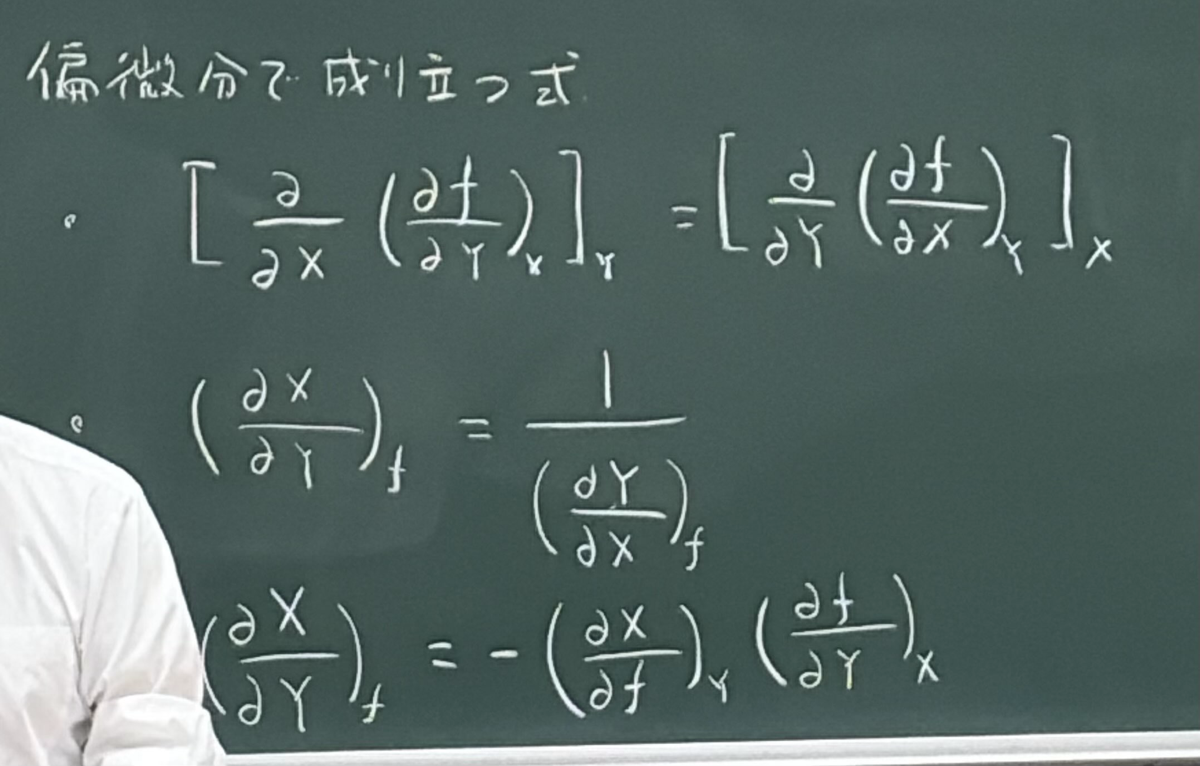 偏微分で成り立つ式
・ [ ∂/∂X (∂f/∂Y)_X ]_Y = [ ∂/∂Y (∂f/∂X)_Y ]_X
・ (∂X/∂Y)_f = 1/(∂Y/∂X)_f
(∂X/∂Y)_f = - (∂X/∂f)_Y (∂f/∂Y)_X